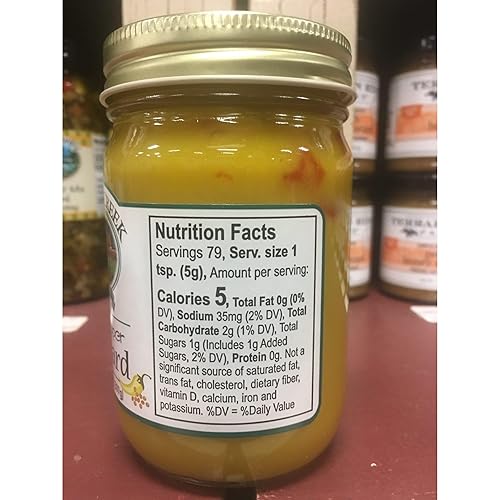 Nutrition Facts
Servings 79, Serv. size 1
tsp. (5g), Amount per serving:
Calories 5, Total Fat 0g (0%
DV), Sodium 35mg (2% DV), Total
Carbohydrate 2g (1% DV), Total
Sugars 1g (Includes 1g Added
Sugars, 2% DV), Protein 0g. Not a
significant source of saturated fat,
trans fat, cholesterol, dietary fiber,
vitamin D, calcium, iron and
potassium. %DV = %Daily Value